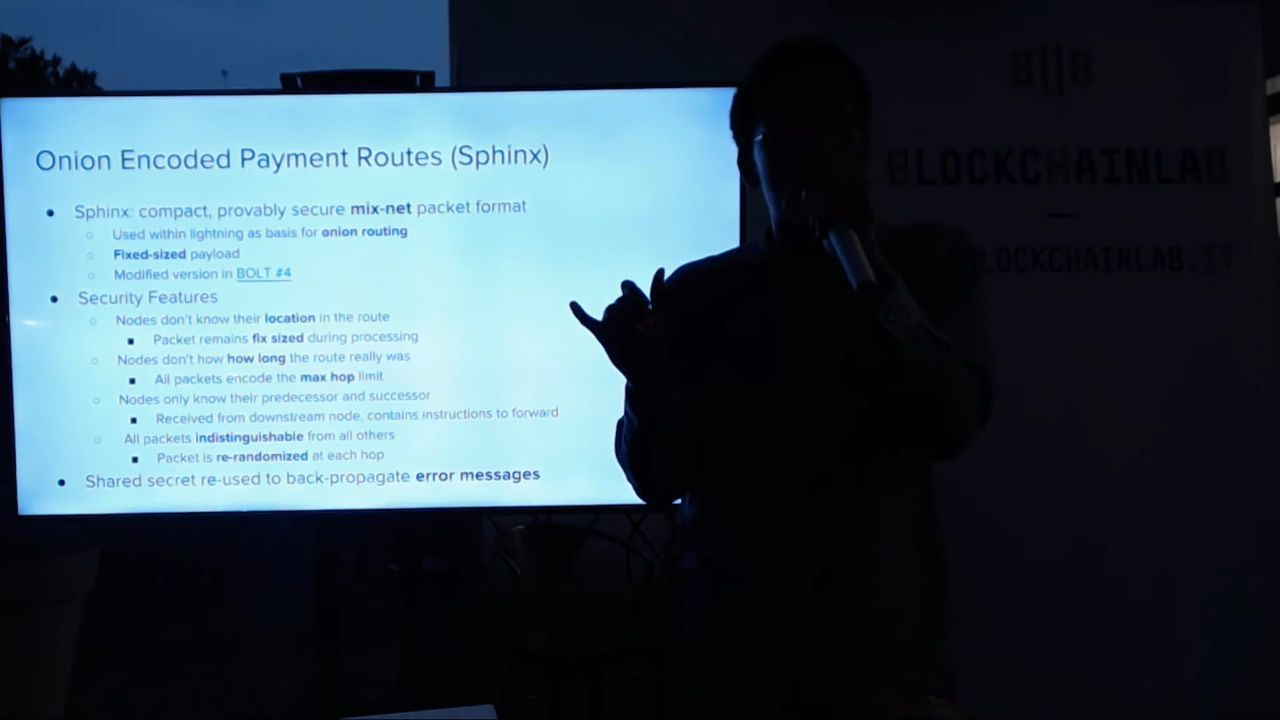 Onion Encoded Payment Routes (Sphinx)
● Sphinx: compact, provably secure mix-net packet format
○ Used within lightning as basis for onion routing
○ Fixed-sized payload
○ Modified version in BOLT #4
● Security Features
○ Nodes don't know their location in the route
■ Packet remains fix sized during processing
○ Nodes don't how how long the route really was
■ All packets encode the max hop limit
○ Nodes only know their predecessor and successor
■ Received from downstream node, contains instructions to forward
○ All packets indistinguishable from all others
■ Packet is re-randomized at each hop
● Shared secret re-used to back-propagate error messages
B||B
BLOCKCHAINLAB
LOCKCHAINLAB.IT